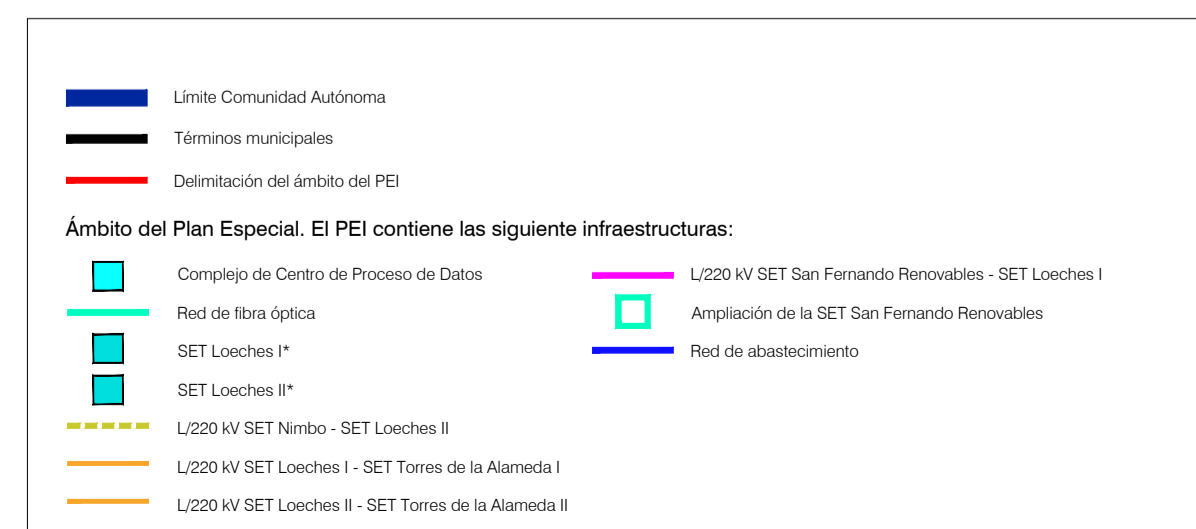 Límite Comunidad Autónoma
Términos municipales
Delimitación del ámbito del PEI
Ámbito del Plan Especial. El PEI contiene las siguiente infraestructuras:
Complejo de Centro de Proceso de Datos
Red de fibra óptica
SET Loeches I*
SET Loeches II*
L/220 kV SET Nimbo - SET Loeches II
L/220 kV SET Loeches I - SET Torres de la Alameda I
L/220 kV SET Loeches II - SET Torres de la Alameda II
L/220 kV SET San Fernando Renovables - SET Loeches I
Ampliación de la SET San Fernando Renovables
Red de abastecimiento